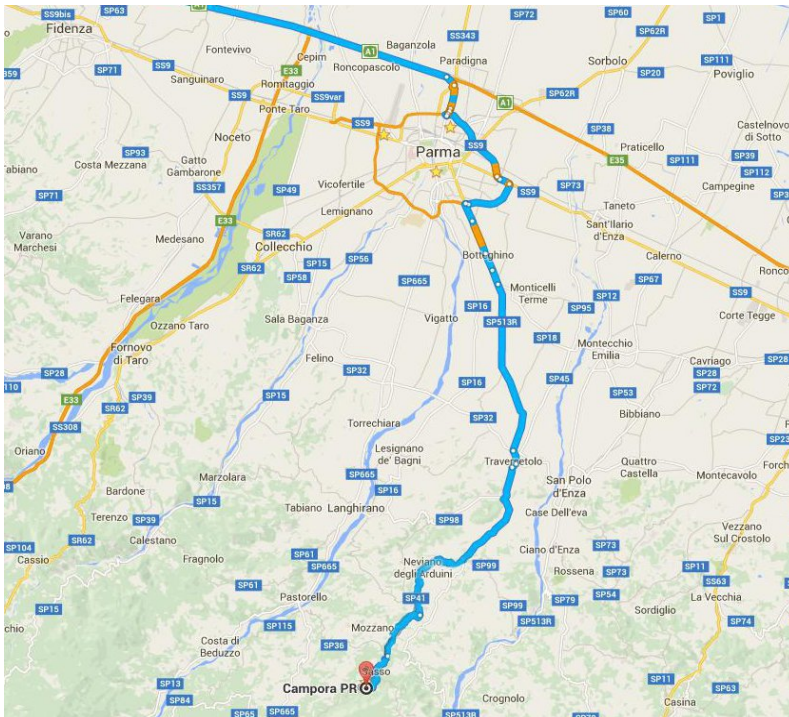 SS9bis
SP63
SP72
SP60
Fidenza
Fontevivo
A1
Baganzola
SS343
SP62R
SP1
Cepim
Paradigna
Sorbolo
SP111
SP71
Sanguinaro
E33
Roncopascolo
SP20
Poviglio
Romitaggio
SS9
SS9var
Ponte Taro
A1
SP62R
SS9
Noceto
SS9
Parma
SP38
Castelnovo
di Sotto
SP93
Gatto
Gambarone
Costa Mezzana
Praticello
E35
SP111
SP39
SP112
SS357
SP49
Vicofertile
SP73
Campegine
SP71
Lemignano
SS9
Taneto
E33
SR62
Sant'Ilario
d'Enza
Varano
Marchesi
Medesano
Collecchio
SP56
Botteghino
Calerno
SR62
SP15
SP58
SP665
Monticelli
Terme
SP67
Felegara
SP16
SP12
SS9
Ozzano Taro
Sala Baganza
Vigatto
SP513R
SP95
Corte Tegge
Fornovo
di Taro
Felino
SP18
Montecchio
Emilia
Cavriago
SP28
SP28
SP32
SP16
SP45
SP28
SP72
E33
SP39
SP15
SP53
SR62
SP32
Bibbiano
SS308
Torrechiara
Oriano
Lesignano
de' Bagni
Traversetolo
Quattro
Castella
Marzolara
SP665
San Polo
d'Enza
Montecavolo
Bardone
SP16
SP15
Tabiano
Langhirano
Case Dell'eva
Terenzo
SP39
SP98
Vezzano
Sul Crostolo
SP104
SR62
Calestano
SP61
Ciano d'Enza
SP73
Cassio
Fragnolo
SP665
Neviano
degli Arduini
SP99
Rossena
SP73
SP11
SS63
SP61
Pastorello
SP41
SP54
La Vecchia
SP15
SP99
SP79
Sordiglio
SP115
Mozzano
SP513R
SP74
Costa di
Beduzzo
SP36
SP13
Campora PR
Crognolo
SP11
SP63
SP84
Casina
SP65
SP665
SP513R